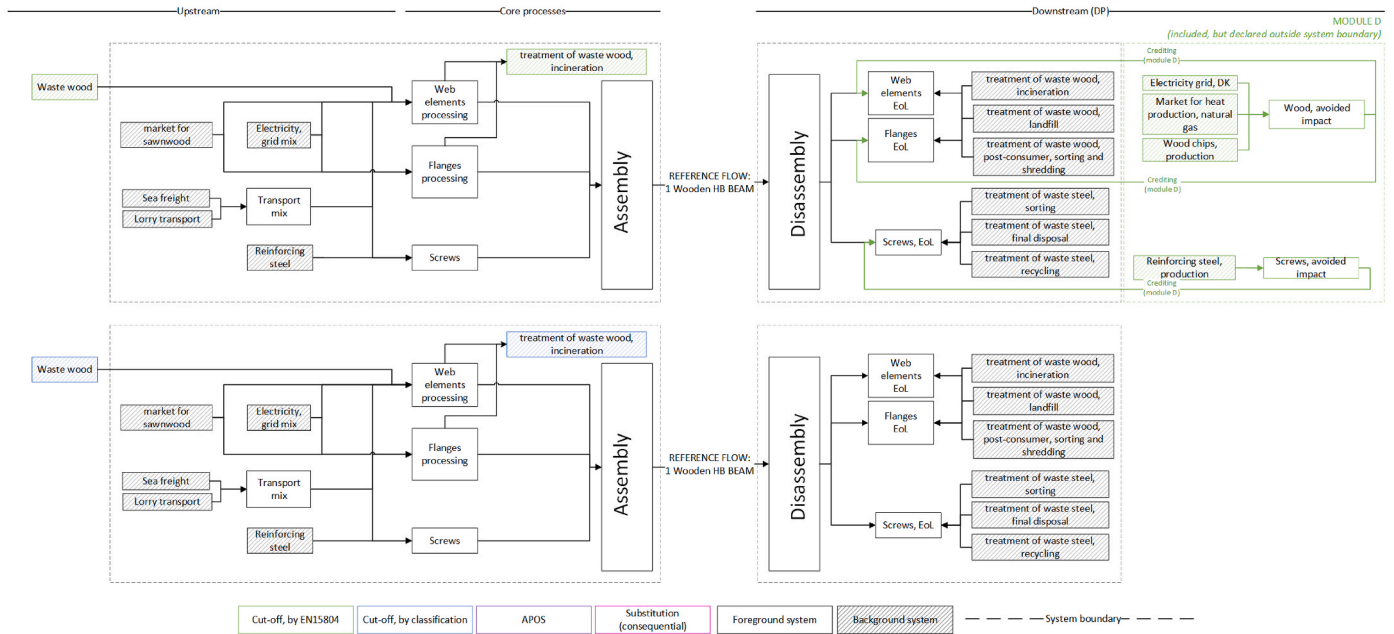 Upstream
Core processes
Downstream (DP)
MODULE D
(included, but declared outside system boundary)
Waste wood
market for
sawnwood
Electricity,
grid mix
Sea freight
Lorry transport
Transport
mix
Reinforcing
steel
treatment of waste wood,
incineration
Web
elements
processing
Flanges
processing
Screws
Assembly
REFERENCE FLOW:
1 Wooden HB BEAM
Disassembly
Web
elements
EoL
Flanges
EoL
Screws, EoL
treatment of waste wood,
incineration
treatment of waste wood,
landfill
treatment of waste wood,
post-consumer, sorting and
shredding
treatment of waste steel,
sorting
treatment of waste steel,
final disposal
treatment of waste steel,
recycling
Crediting
(module D)
Electricity grid, DK
Market for heat
production, natural
gas
Wood chips,
production
Wood, avoided
impact
Crediting
(module D)
Reinforcing steel,
production
Screws, avoided
impact
Crediting
(module D)
Waste wood
market for
sawnwood
Electricity,
grid mix
Sea freight
Lorry transport
Transport
mix
Reinforcing
steel
treatment of waste wood,
incineration
Web
elements
processing
Flanges
processing
Screws
Assembly
REFERENCE FLOW:
1 Wooden HB BEAM
Disassembly
Web
elements
EoL
Flanges
EoL
Screws, EoL
treatment of waste wood,
incineration
treatment of waste wood,
landfill
treatment of waste wood,
post-consumer, sorting and
shredding
treatment of waste steel,
sorting
treatment of waste steel,
final disposal
treatment of waste steel,
recycling
Cut-off, by EN15804
Cut-off, by classification
APOS
Substitution
(consequential)
Foreground system
Background system
System boundary